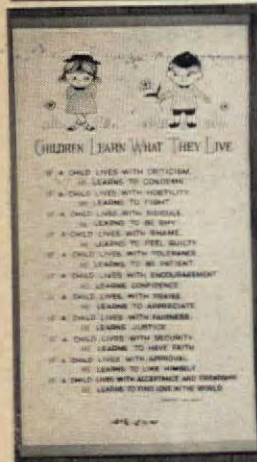 CHILDREN LEARN WHAT THEY LIVE
IF A CHILD LIVES WITH CRITICISM
HE LEARNS TO CONDEMN
IF A CHILD LIVES WITH HOSTILITY
HE LEARNS TO FIGHT
IF A CHILD LIVES WITH RIDICULE
HE LEARNS TO BE SHY
IF A CHILD LIVES WITH SHAME
HE LEARNS TO FEEL GUILTY
IF A CHILD LIVES WITH TOLERANCE
HE LEARNS TO BE PATIENT
IF A CHILD LIVES WITH ENCOURAGEMENT
HE LEARNS CONFIDENCE
IF A CHILD LIVES WITH PRAISE
HE LEARNS TO APPRECIATE
IF A CHILD LIVES WITH FAIRNESS
HE LEARNS JUSTICE
IF A CHILD LIVES WITH SECURITY
HE LEARNS TO HAVE FAITH
IF A CHILD LIVES WITH APPROVAL
HE LEARNS TO LIKE HIMSELF
IF A CHILD LIVES WITH ACCEPTANCE AND FRIENDSHIP
HE LEARNS TO FIND LOVE IN THE WORLD